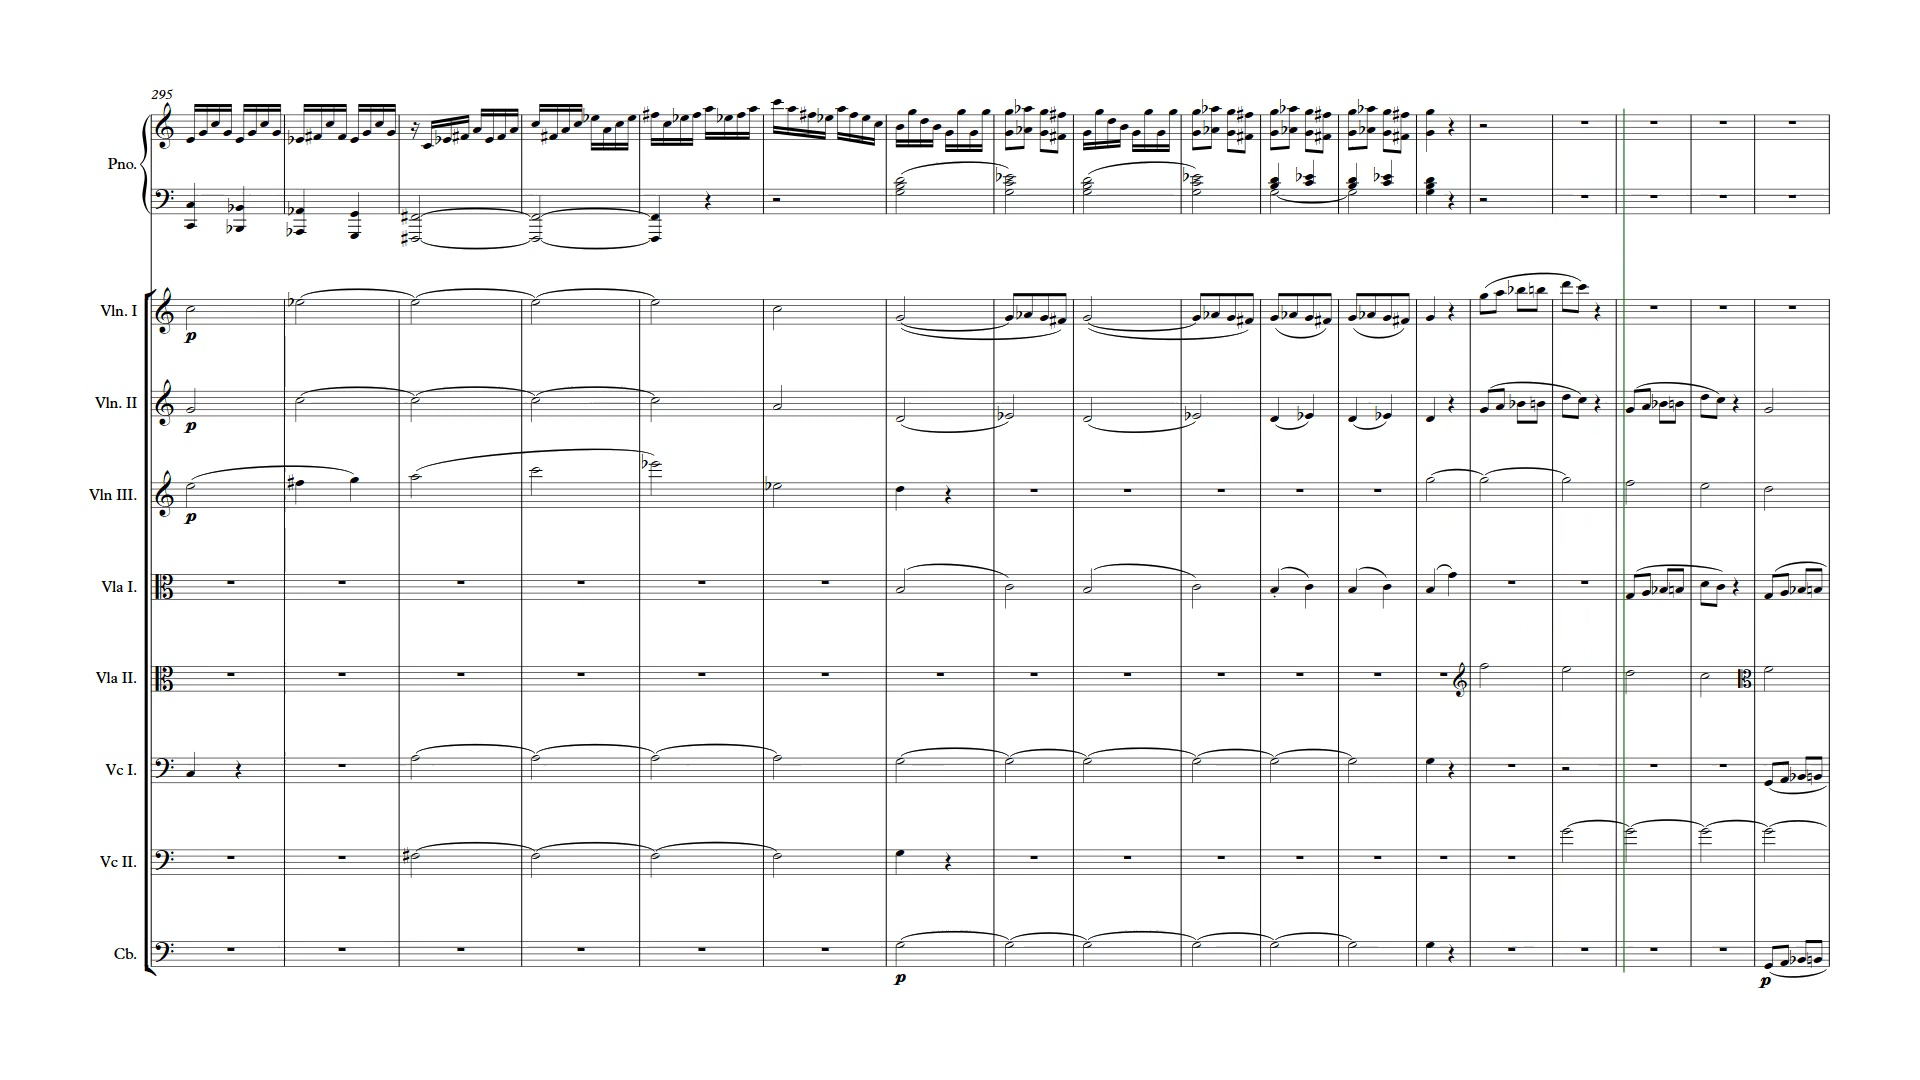 295
Pno.
Vln. I
p
Vln. II
p
Vln III.
p
Vla I.
Vla II.
Vc I.
Vc II.
Cb.
p
p